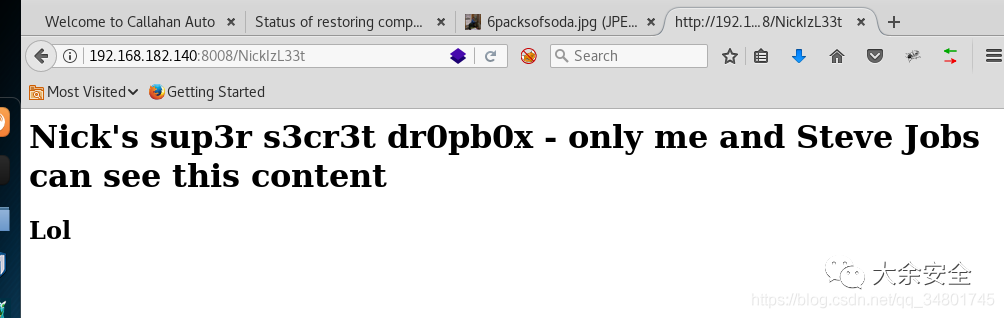 Welcome to Callahan Auto
Status of restoring comp...
6packsofsoda.jpg (JPE...
http://192.1...8/NickIzL33t
192.168.182.140:8008/NickIzL33t
Search
Most Visited
Getting Started
Nick's sup3r s3cr3t dr0pb0x - only me and Steve Jobs
can see this content
Lol
大余安全
https://blog.csdn.net/qq_34801745